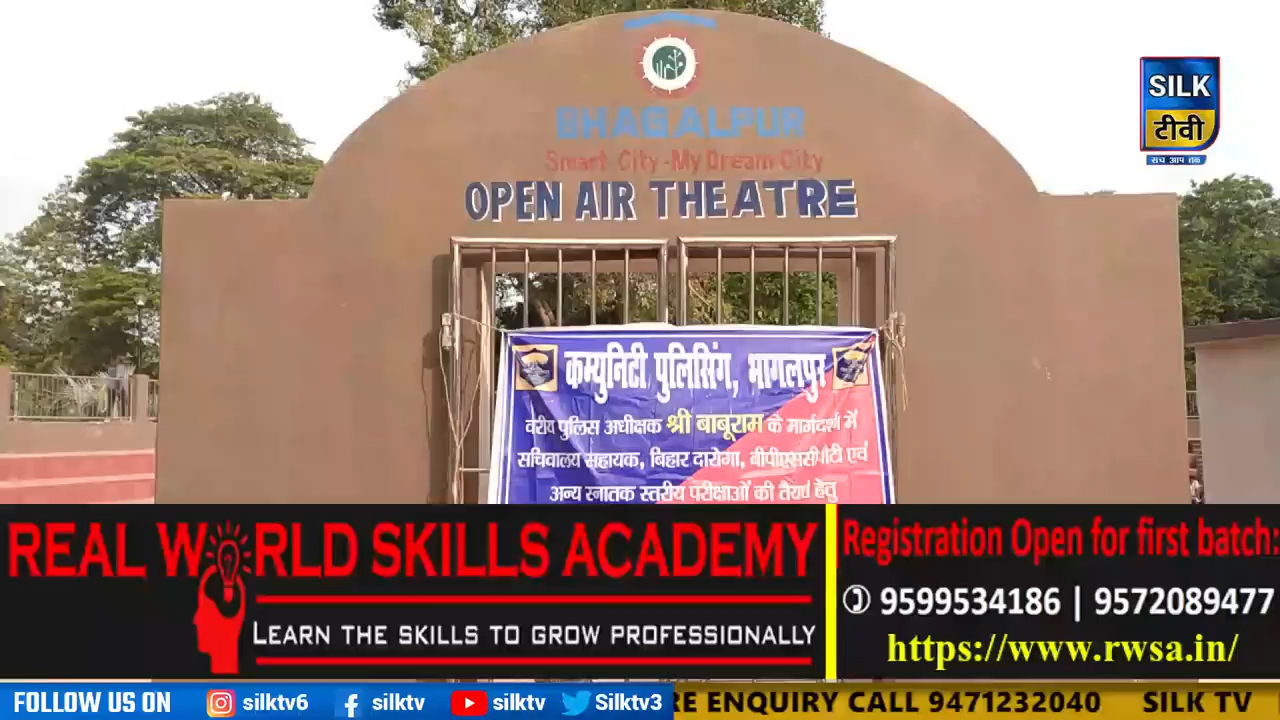 BHAGALPUR
Smart City-My Dream City
OPEN AIR THEATRE
SILK
टीवी
सच आप तक
कम्युनिटी पुलिसिंग, भागलपुर
वरीय पुलिस अधीक्षक श्री बाबूराम के मार्गदर्शन में
सचिवालय सहायक, बिहार दारोगा, बीपीएससी पीटी एवं
अन्य स्नातक स्तरीय परीक्षाओं की तैयारी हेतु
REAL WORLD SKILLS ACADEMY
LEARN THE SKILLS TO GROW PROFESSIONALLY
Registration Open for first batch:
9599534186 | 9572089477
https://www.rwsa.in/
FOLLOW US ON silktv6 silktv silktv Silktv3 RE ENQUIRY CALL 9471232040 SILK TV